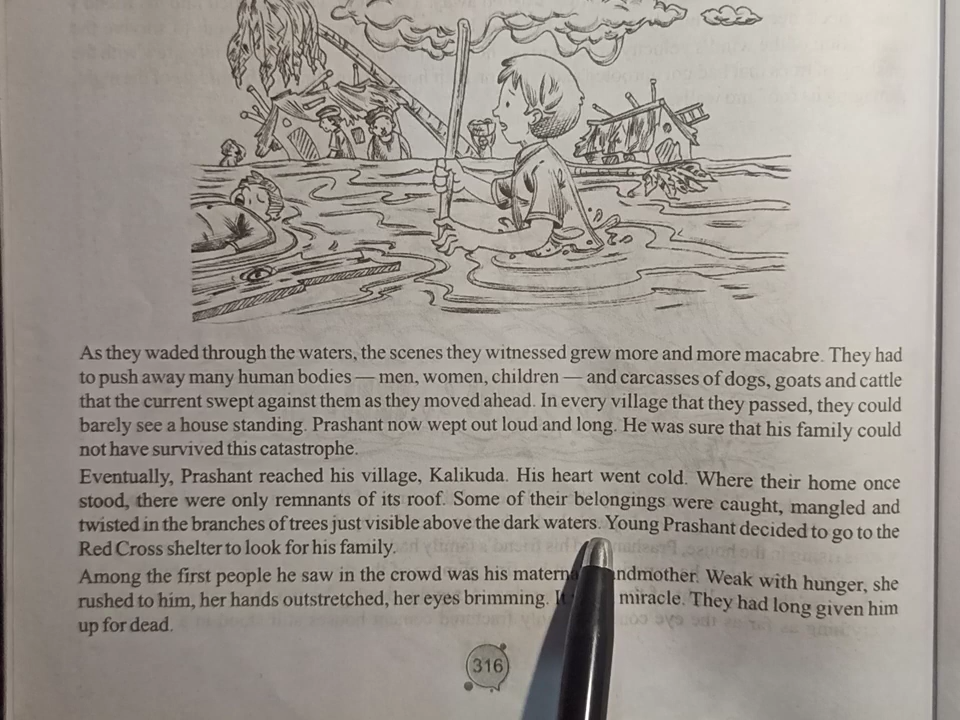 As they waded through the waters, the scenes they witnessed grew more and more macabre. They had
to push away many human bodies — men, women, children — and carcasses of dogs, goats and cattle
that the current swept against them as they moved ahead. In every village that they passed, they could
barely see a house standing. Prashant now wept out loud and long. He was sure that his family could
not have survived this catastrophe.
Eventually, Prashant reached his village, Kalikuda. His heart went cold. Where their home once
stood, there were only remnants of its roof. Some of their belongings were caught, mangled and
twisted in the branches of trees just visible above the dark waters. Young Prashant decided to go to the
Red Cross shelter to look for his family.
Among the first people he saw in the crowd was his Weak with hunger, she
rushed to him, her hands outstretched, her eyes brimming. miracle. They had long given him
up for dead.
316